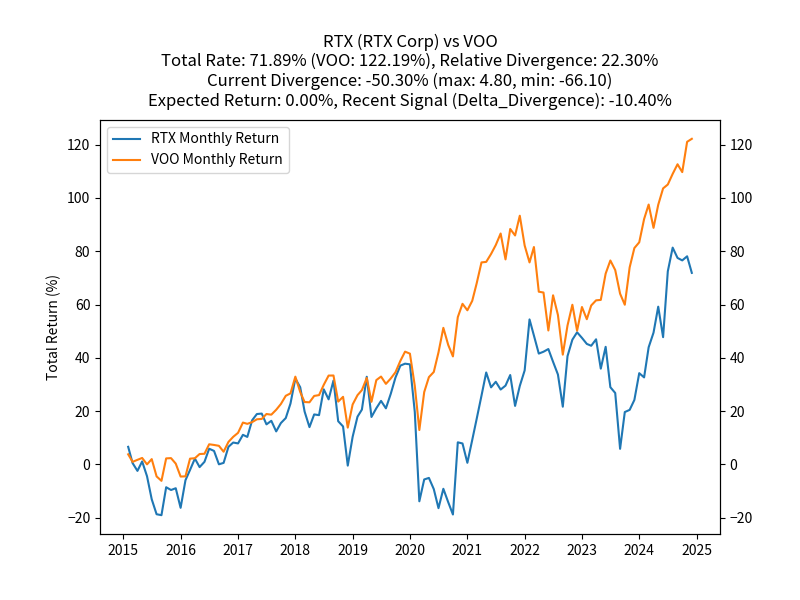 RTX (RTX Corp) vs VOO
Total Rate: 71.89% (VOO: 122.19%), Relative Divergence: 22.30%
Current Divergence: -50.30% (max: 4.80, min: -66.10)
Expected Return: 0.00%, Recent Signal (Delta_Divergence): -10.40%
RTX Monthly Return
VOO Monthly Return
Total Return (%)
120
100
80
60
40
20
0
−20
120
100
80
60
40
20
0
−20
2015 2016 2017 2018 2019 2020 2021 2022 2023 2024 2025